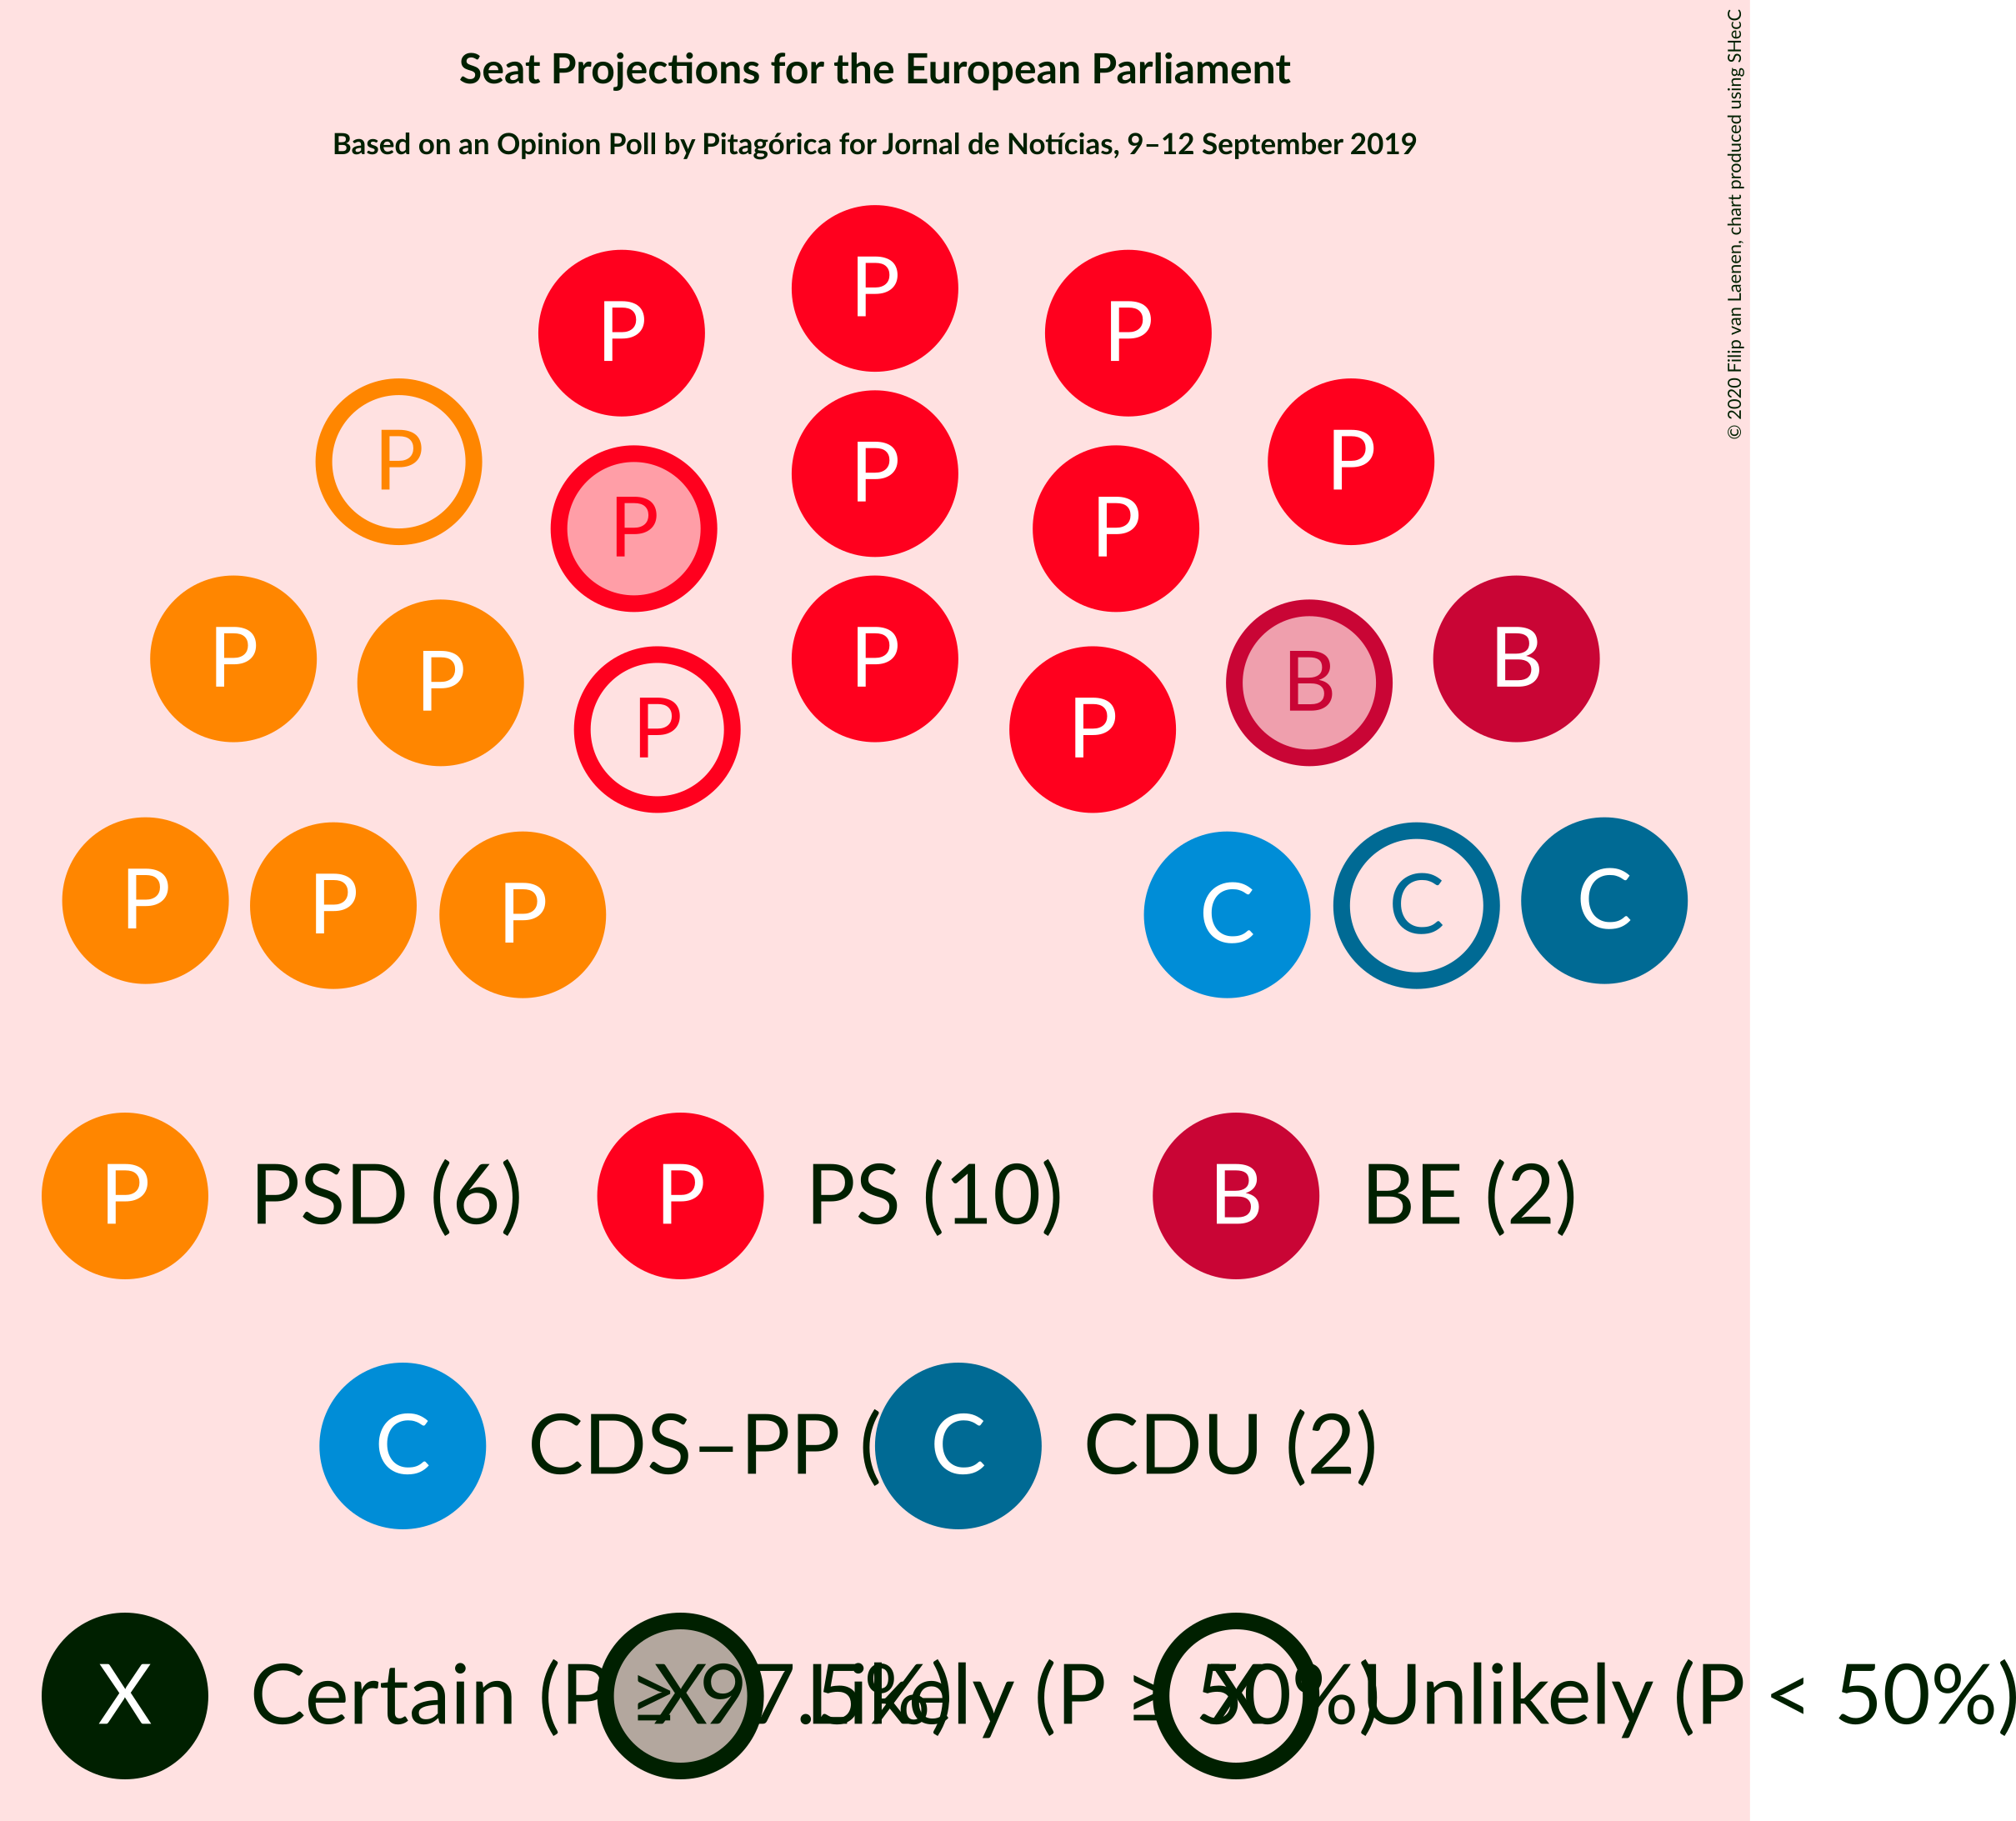 Seat Projections for the European Parliament
Based on an Opinion Poll by Pitagórica for Jornal de Notícias, 9–12 September 2019
© 2020 Filip van Laenen, chart produced using SHecC
P
P P
P P
P
P P
P
P B
P P B
P P
P P P C C C
P PSD (6) P PS (10) B BE (2)
C CDS–PP ( C CDU (2)
X Certain (P ≥ 97.5%) X Likely (P ≥ 50%) X Unlikely (P < 50%)